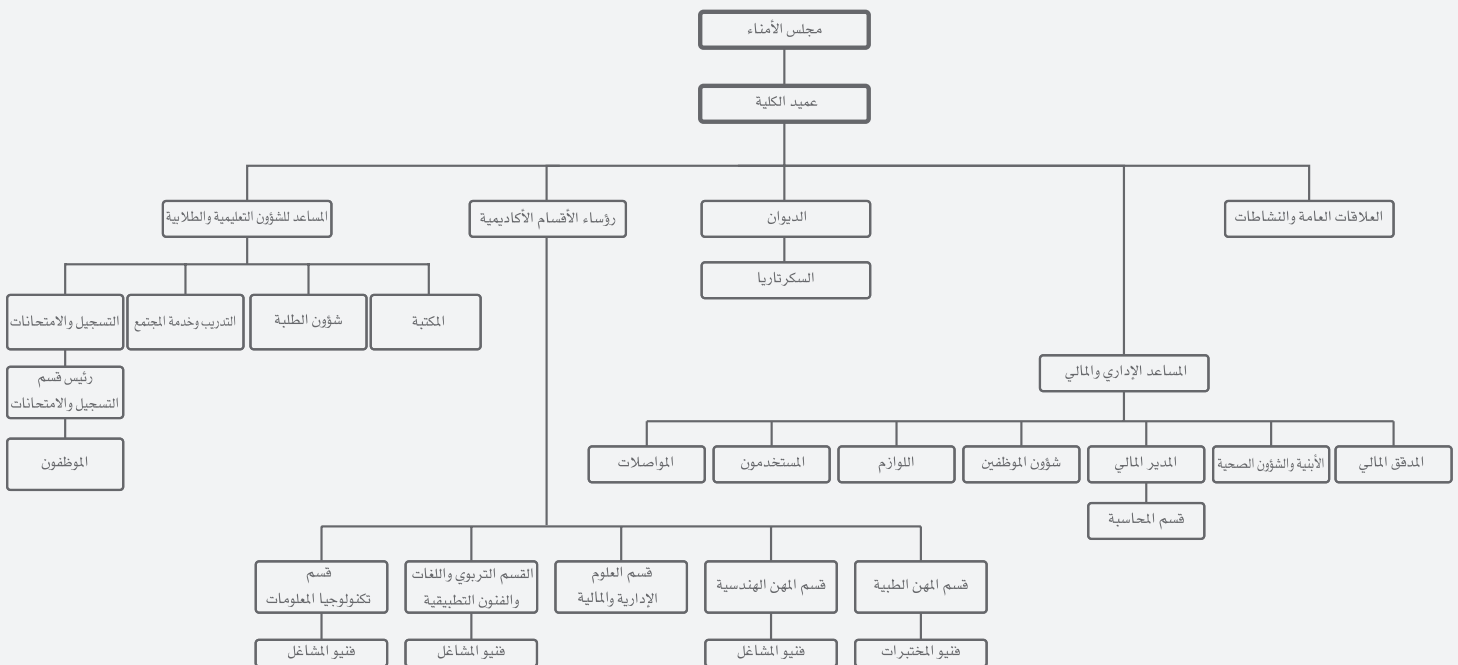 مجلس الأمناء
عميد الكلية
العلاقات العامة والنشاطات
الديوان
رؤساء الأقسام الأكاديمية
المساعد للشؤون التعليمية والطلابية
السكرتاريا
المكتبة
شؤون الطلبة
التدريب وخدمة المجتمع
التسجيل والامتحانات
رئيس قسم
التسجيل والامتحانات
الموظفون
المساعد الإداري والمالي
المدقق المالي
الأبنية والشؤون الصحية
المدير المالي
شؤون الموظفين
اللوازم
المستخدمون
المواصلات
قسم المحاسبة
قسم المهن الطبية
قسم المهن الهندسية
قسم العلوم
الإدارية والمالية
القسم التربوي واللغات
والفنون التطبيقية
قسم
تكنولوجيا المعلومات
فنيو المختبرات
فنيو المشاغل
فنيو المشاغل
فنيو المشاغل